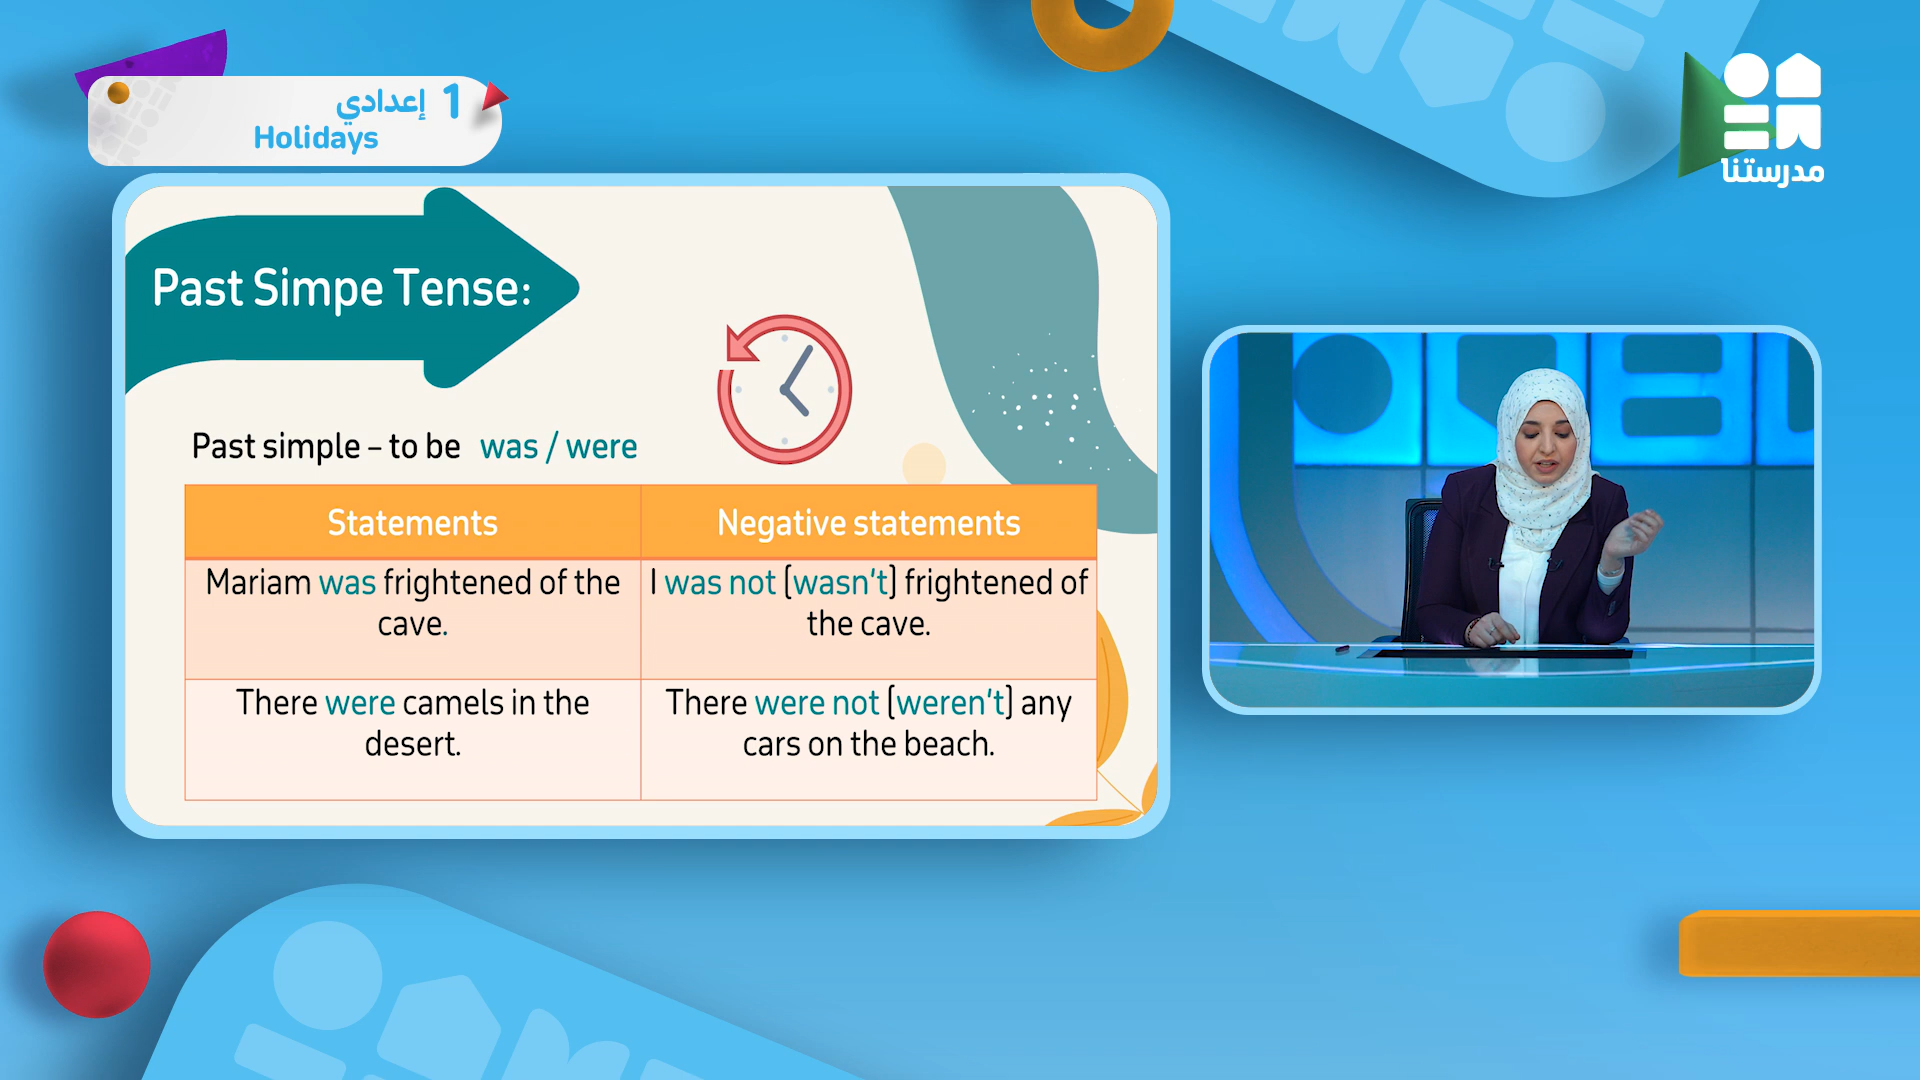 1 إعدادي
Holidays
مدرستنا
Past Simpe Tense:
Past simple – to be was / were
Statements
Negative statements
Mariam was frightened of the
cave.
I was not (wasn't) frightened of
the cave.
There were camels in the
desert.
There were not (weren't) any
cars on the beach.